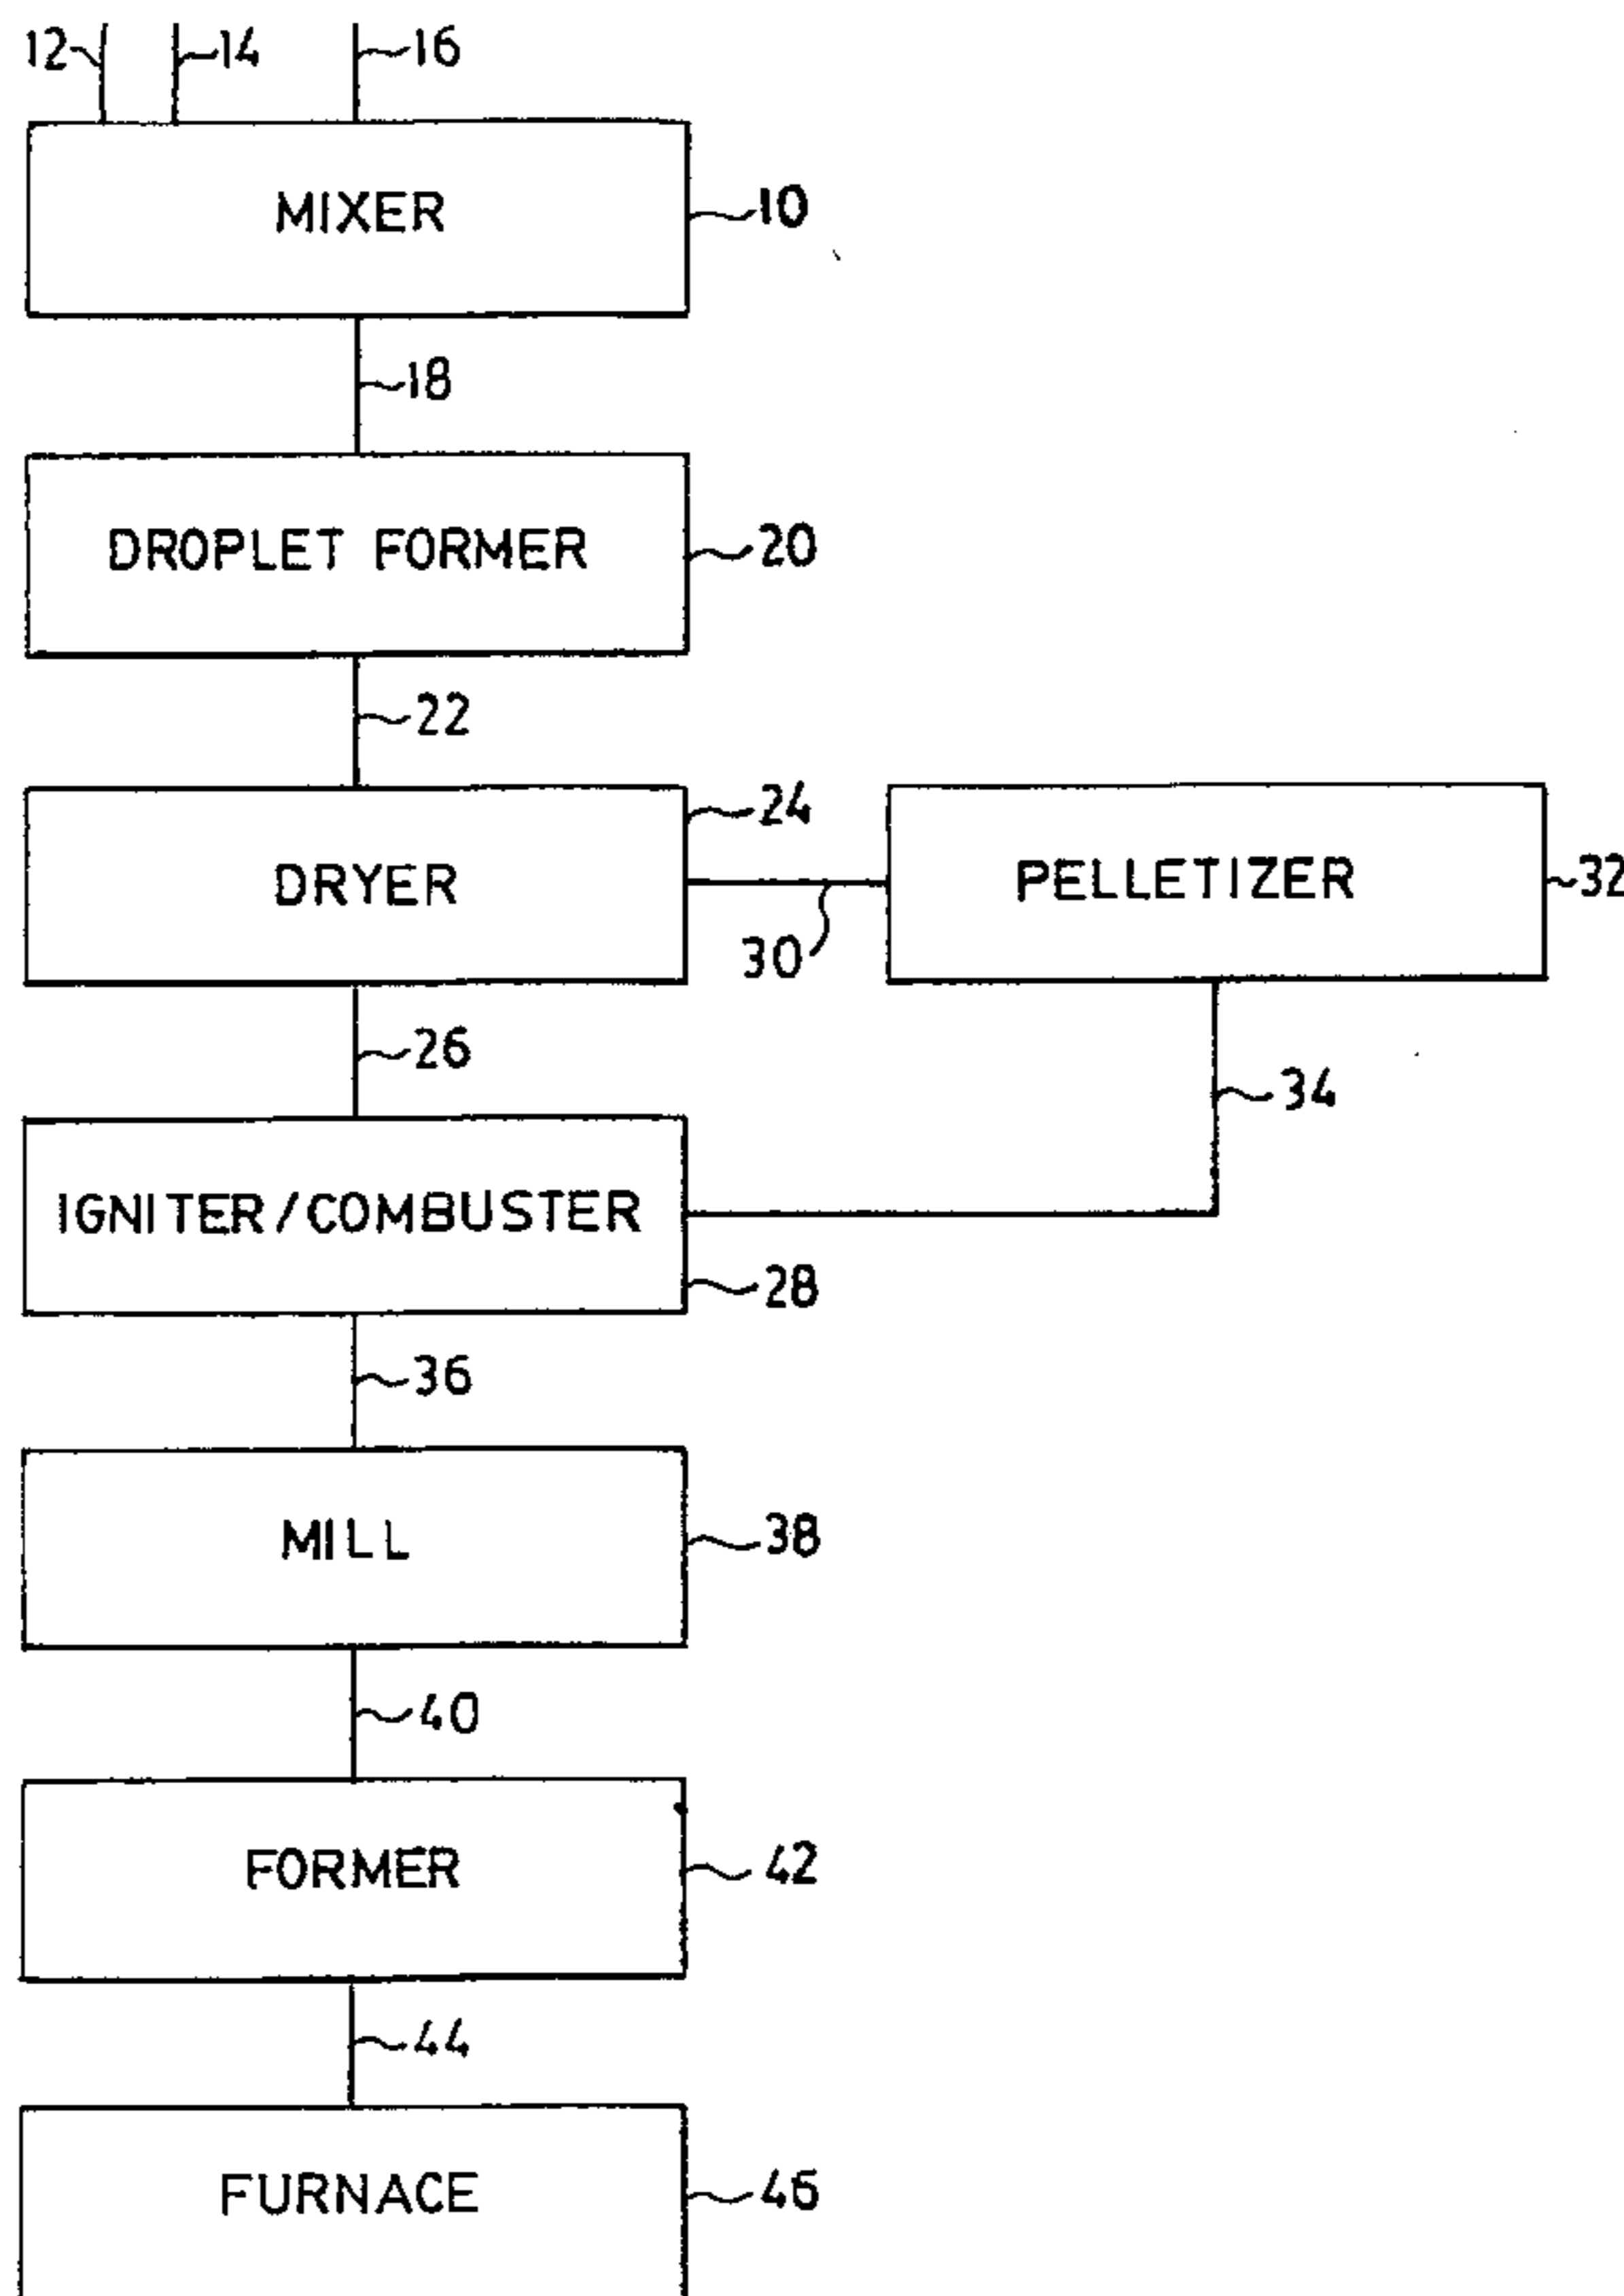 12 14 16
MIXER 10
18
DROPLET FORMER 20
22
24
DRYER PELLETIZER 32
30
26
34
IGNITER/COMBUSTER
28
36
MILL 38
40
FORMER 42
44
FURNACE 46